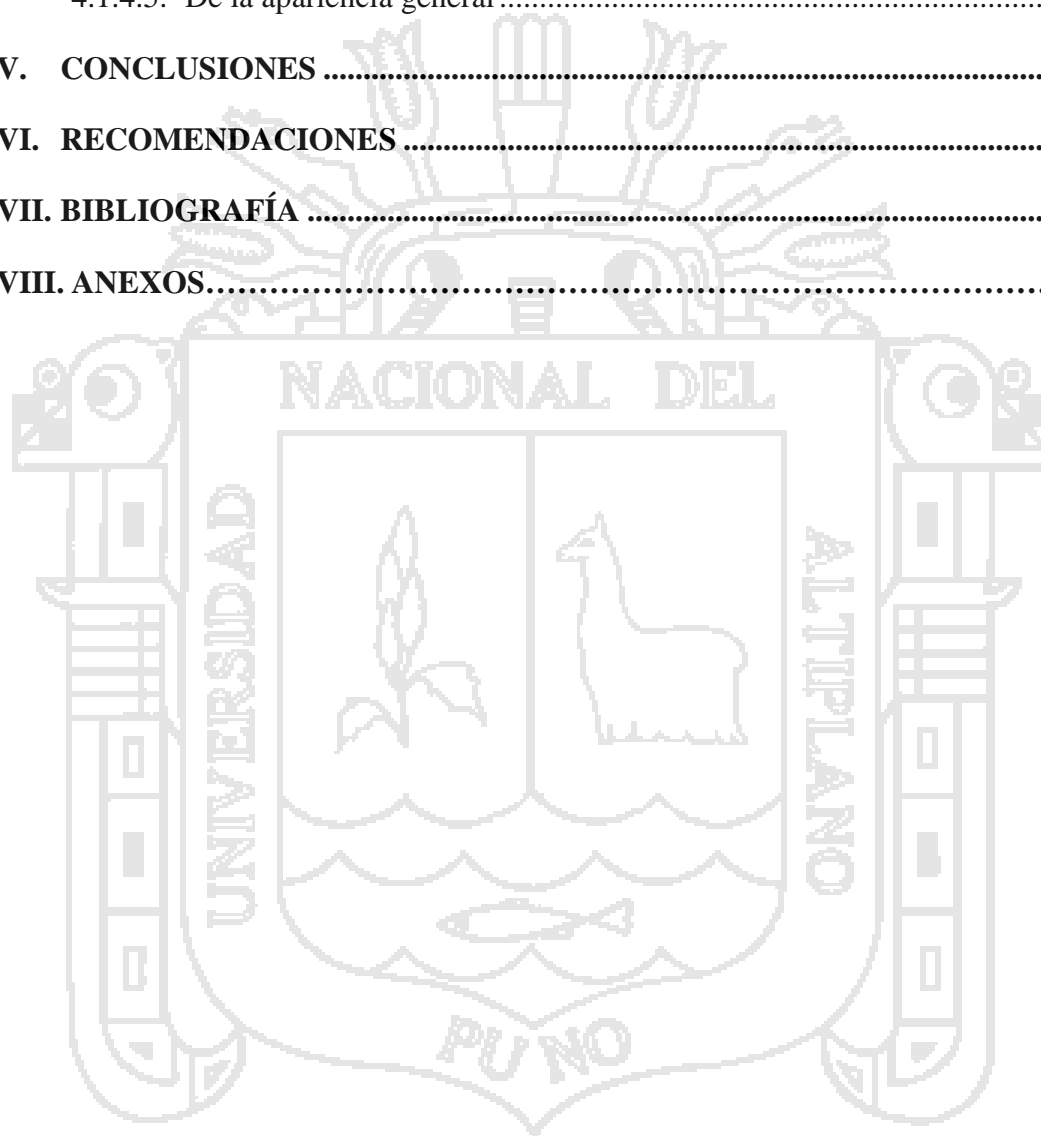 4.1.4.3. De la apariencia general ........................................................................
V. CONCLUSIONES ........................................................................................
VI. RECOMENDACIONES ..............................................................................
VII. BIBLIOGRAFÍA ........................................................................................
VIII. ANEXOS……………………………………………………………………………
NACIONAL DEL
UNIVERSIDAD
ALTIPLANO
PUNO